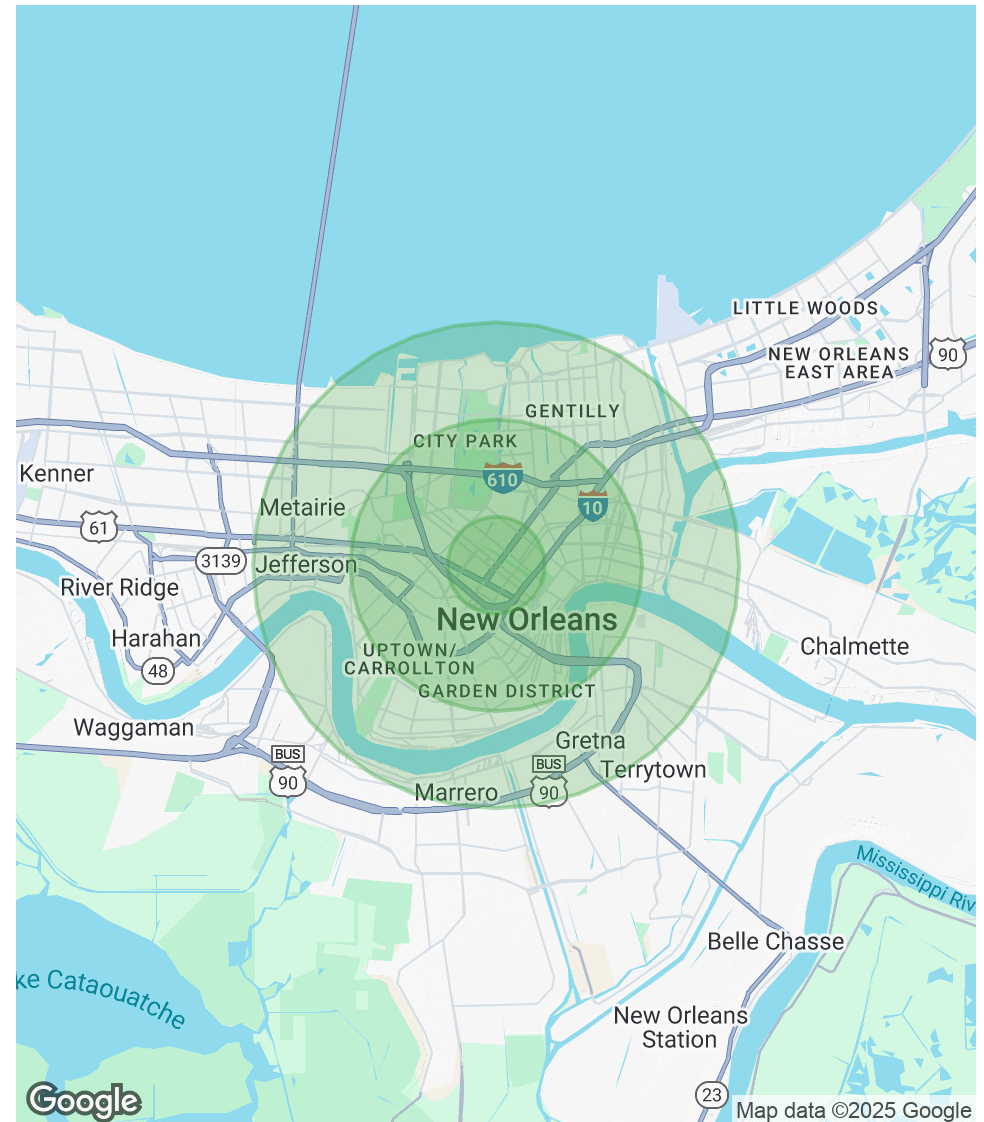 LITTLE WOODS
NEW ORLEANS
EAST AREA
90
GENTILLY
CITY PARK
Kenner
610
10
Metairie
61
3139
Jefferson
River Ridge
New Orleans
Harahan
48
UPTOWN/
CARROLLTON
Chalmette
GARDEN DISTRICT
Waggaman
BUS
90
Gretna
BUS
90
Terrytown
Marrero
Mississippi Riv
Belle Chasse
ke Cataouatche
New Orleans
Station
23
Google
Map data ©2025 Google